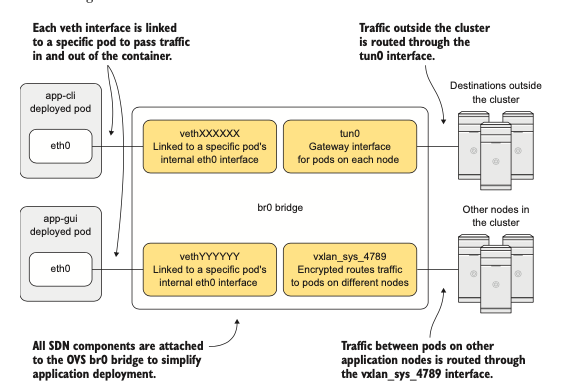 Each veth interface is linked
to a specific pod to pass traffic
in and out of the container.
Traffic outside the cluster
is routed through the
tun0 interface.
app-cli
deployed pod
eth0
vethXXXXXX
Linked to a specific pod's
internal eth0 interface
tun0
Gateway interface
for pods on each node
Destinations outside
the cluster
br0 bridge
app-gui
deployed pod
eth0
vethYYYYYY
Linked to a specific pod's
internal eth0 interface
vxlan_sys_4789
Encrypted routes traffic
to pods on different nodes
Other nodes in
the cluster
All SDN components are attached
to the OVS br0 bridge to simplify
application deployment.
Traffic between pods on other
application nodes is routed through
the vxlan_sys_4789 interface.